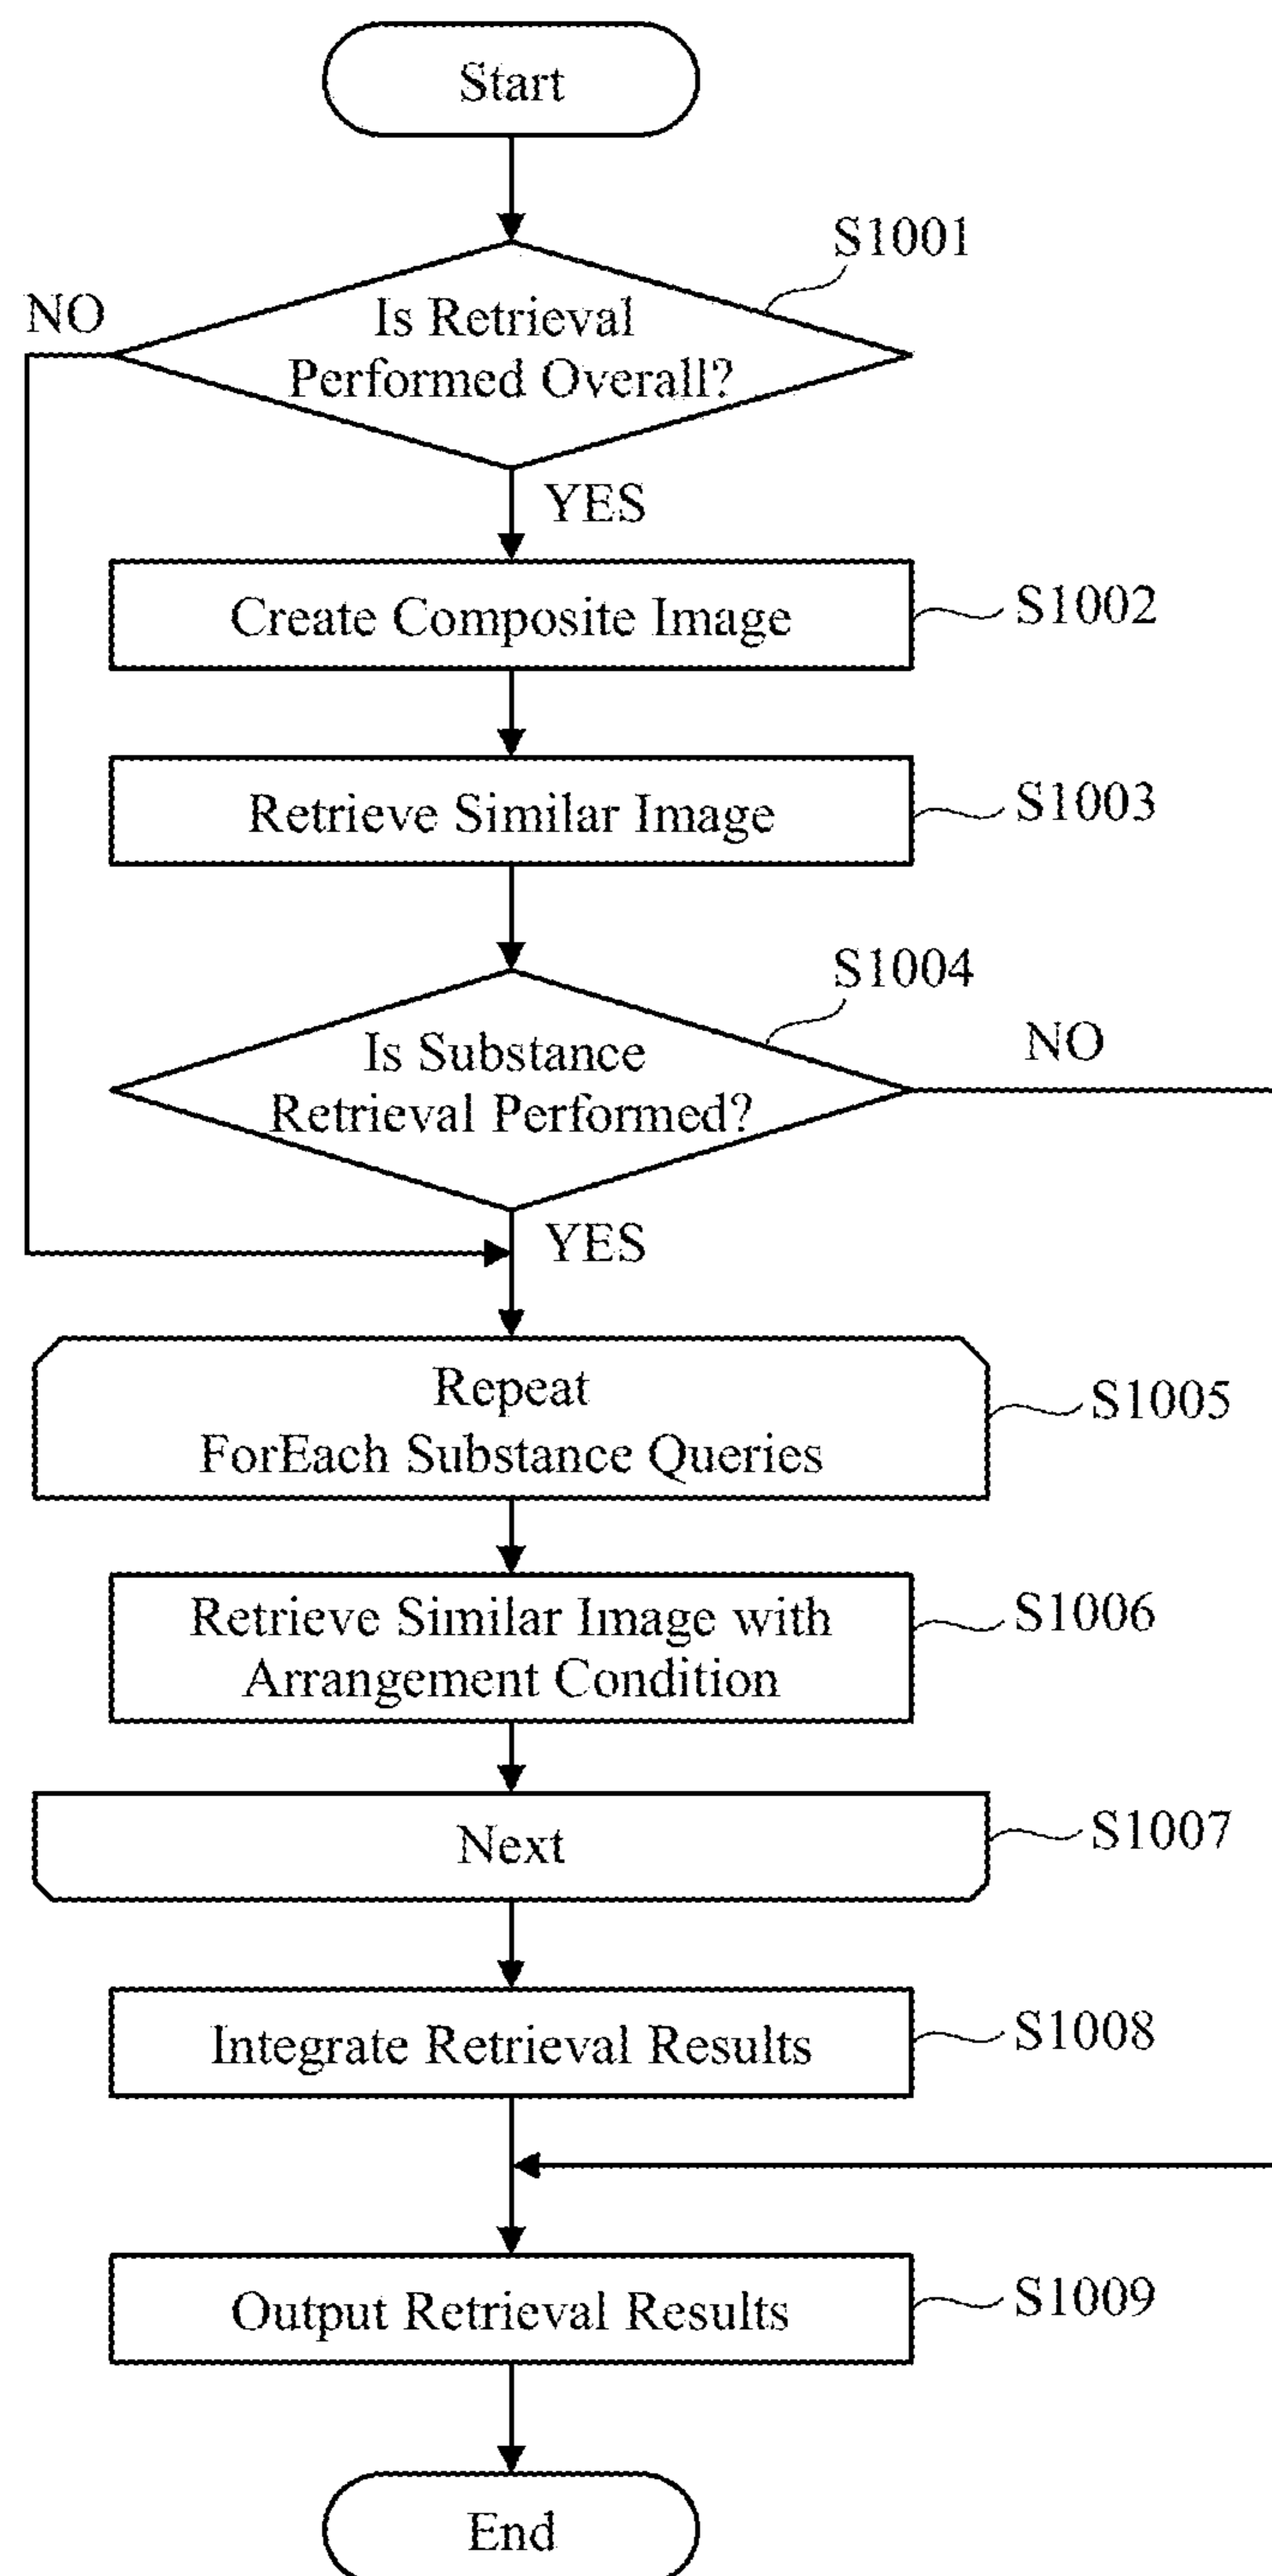 Start
S1001
NO
Is Retrieval
Performed Overall?
YES
Create Composite Image
S1002
Retrieve Similar Image
S1003
S1004
Is Substance
Retrieval Performed?
NO
YES
Repeat
ForEach Substance Queries
S1005
Retrieve Similar Image with
Arrangement Condition
S1006
Next
S1007
Integrate Retrieval Results
S1008
Output Retrieval Results
S1009
End